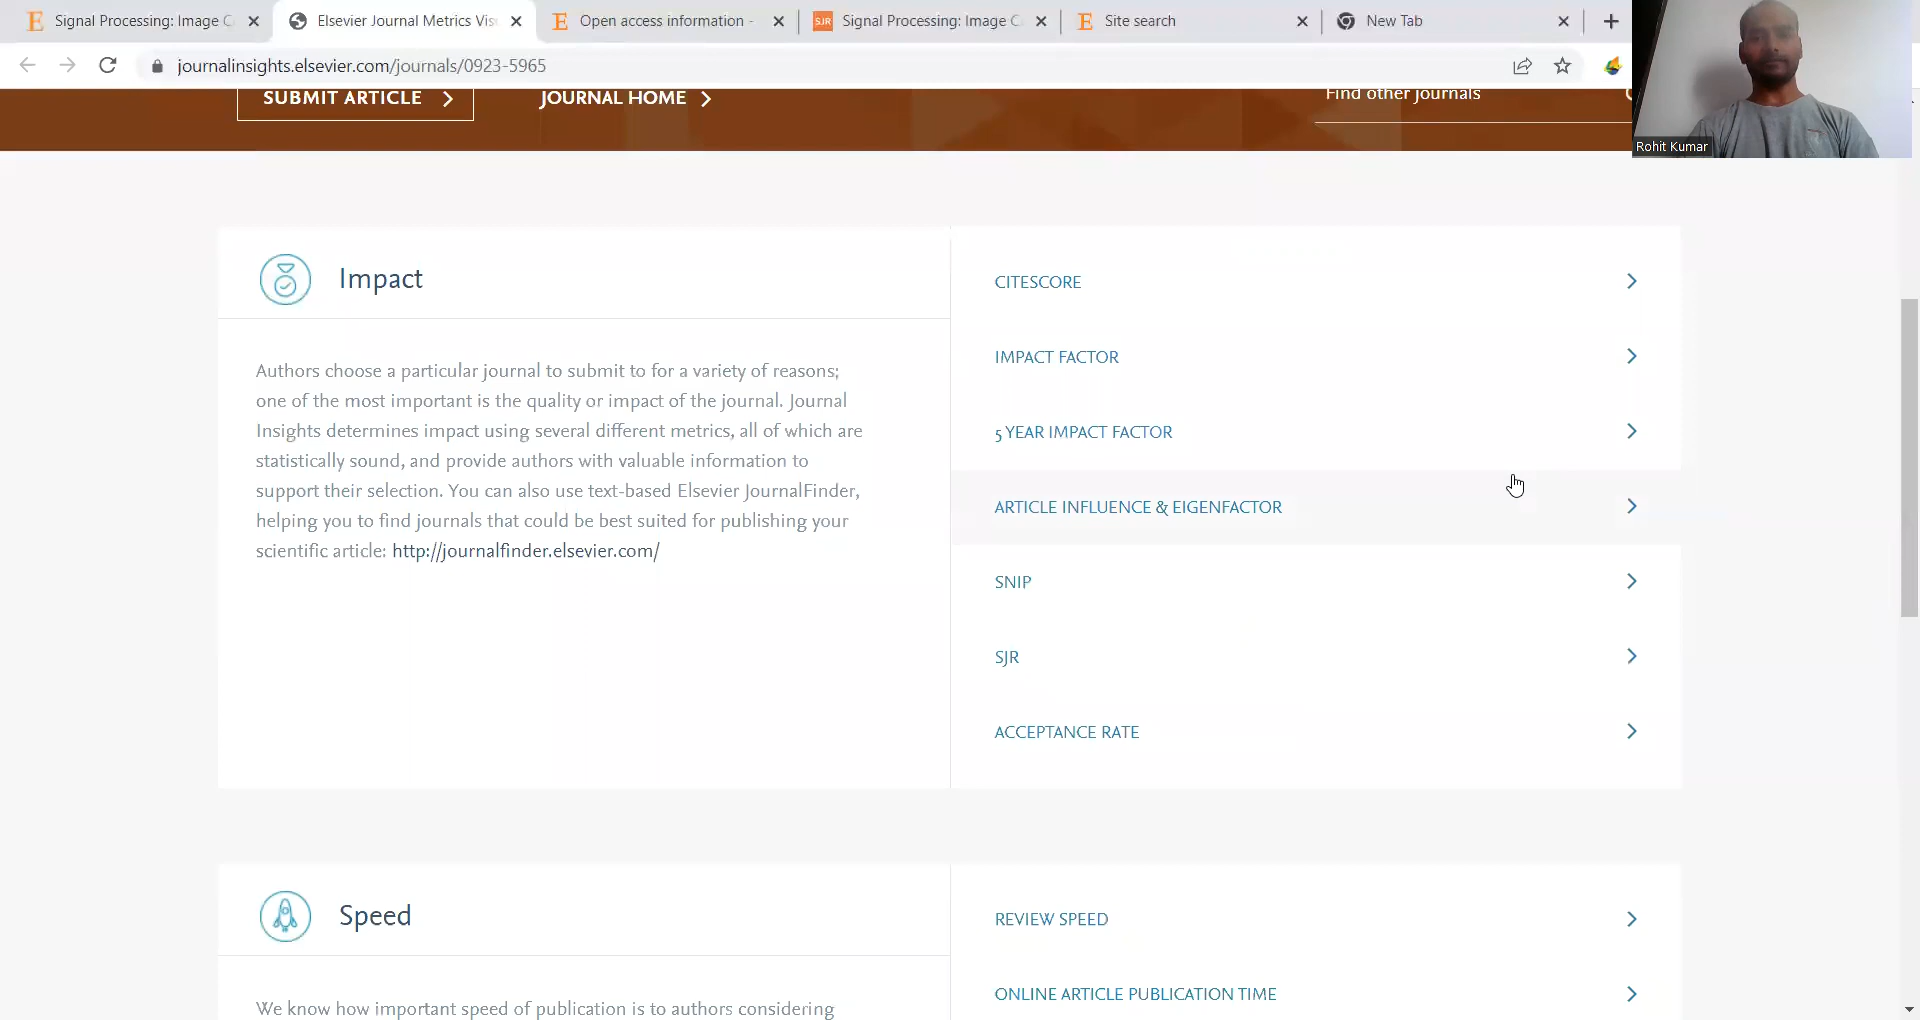 Signal Processing: Image C
Elsevier Journal Metrics Vis
Open access information -
SJR
Signal Processing: Image C
Site search
New Tab
journalinsights.elsevier.com/journals/0923-5965
SUBMIT ARTICLE
JOURNAL HOME
Find other journals
Rohit Kumar
Impact
Authors choose a particular journal to submit to for a variety of reasons;
one of the most important is the quality or impact of the journal. Journal
Insights determines impact using several different metrics, all of which are
statistically sound, and provide authors with valuable information to
support their selection. You can also use text-based Elsevier JournalFinder,
helping you to find journals that could be best suited for publishing your
scientific article: http://journalfinder.elsevier.com/
CITESCORE
IMPACT FACTOR
5 YEAR IMPACT FACTOR
ARTICLE INFLUENCE & EIGENFACTOR
SNIP
SJR
ACCEPTANCE RATE
Speed
We know how important speed of publication is to authors considering
REVIEW SPEED
ONLINE ARTICLE PUBLICATION TIME